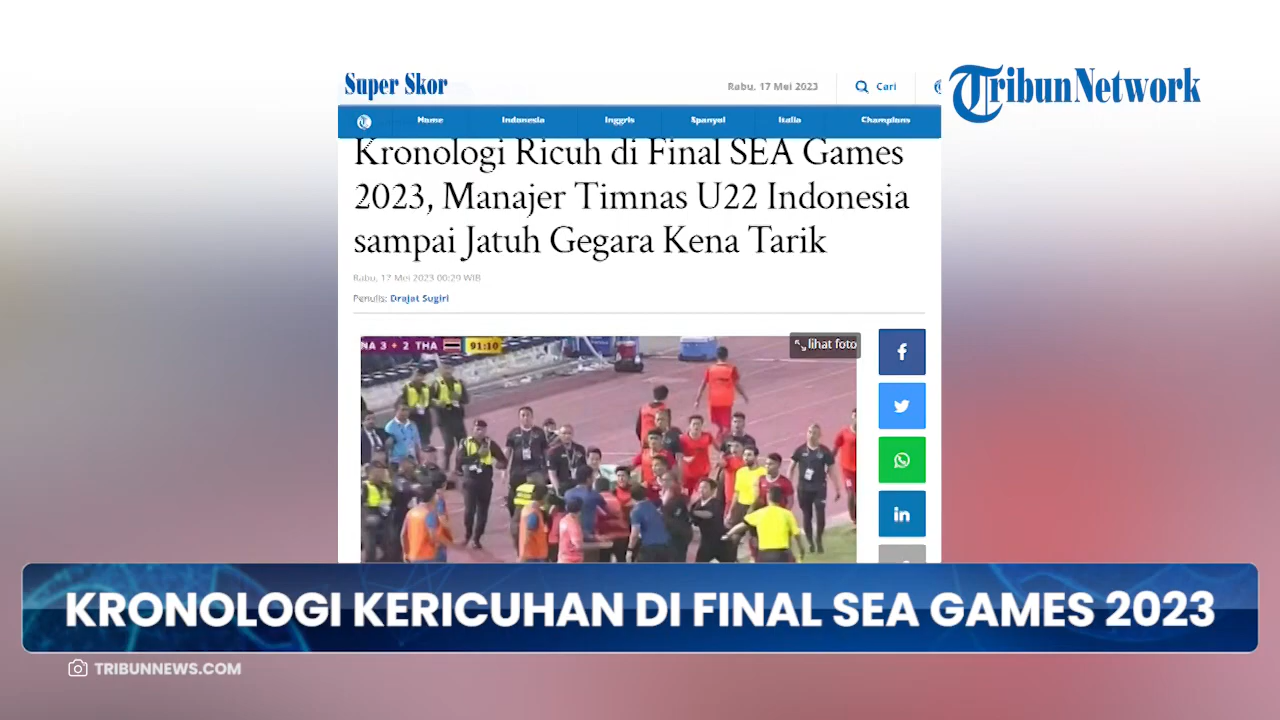 Super Skor
Rabu, 17 Mei 2023
Cari
TribunNetwork
Home Indonesia Inggris Spanyol Italia Champions
Kronologi Ricuh di Final SEA Games
2023, Manajer Timnas U22 Indonesia
sampai Jatuh Gegara Kena Tarik
Rabu, 17 Mei 2023 00:29 WIB
Penulis: Drajat Sugiri
NA 3 + 2 THA 91:10
lihat foto
KRONOLOGI KERICUHAN DI FINAL SEA GAMES 2023
TRIBUNNEWS.COM